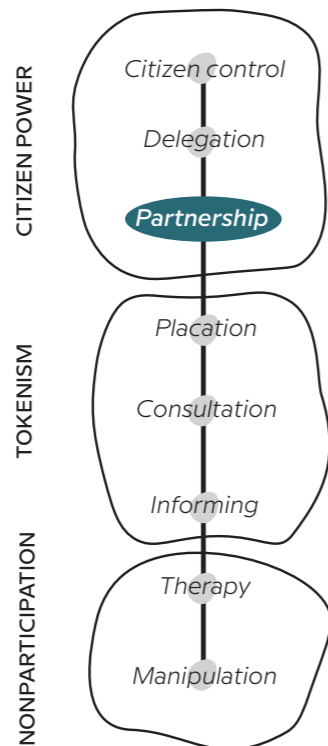 CITIZEN POWER
Citizen control
Delegation
Partnership
TOKENISM
Placation
Consultation
Informing
NONPARTICIPATION
Therapy
Manipulation